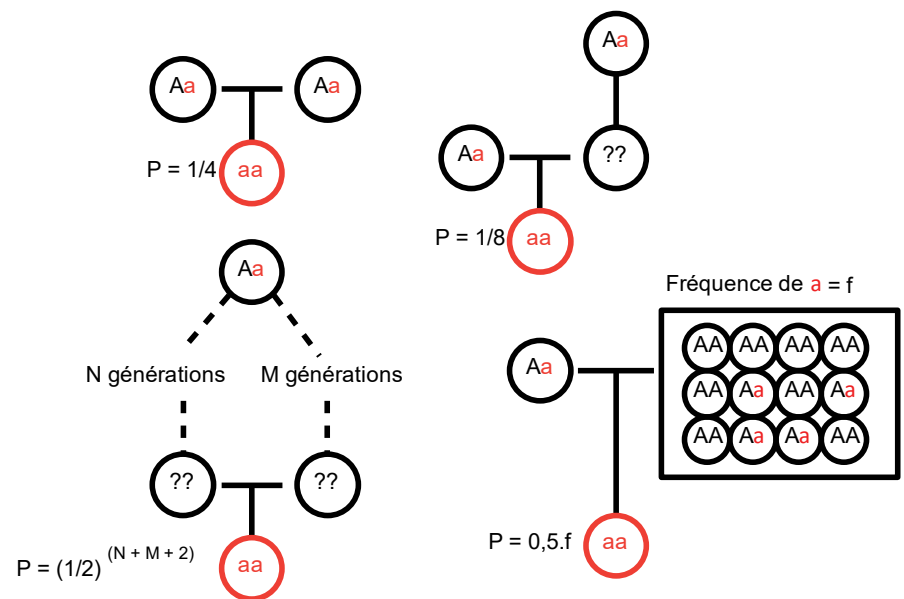 Aa Aa
P = 1/4 aa
Aa
Aa ??
P = 1/8 aa
Aa
N générations M générations
?? ??
P = (1/2) (N + M + 2) aa
Fréquence de a = f
Aa
AA AA AA AA
AA Aa AA Aa
AA Aa Aa AA
P = 0,5.f aa